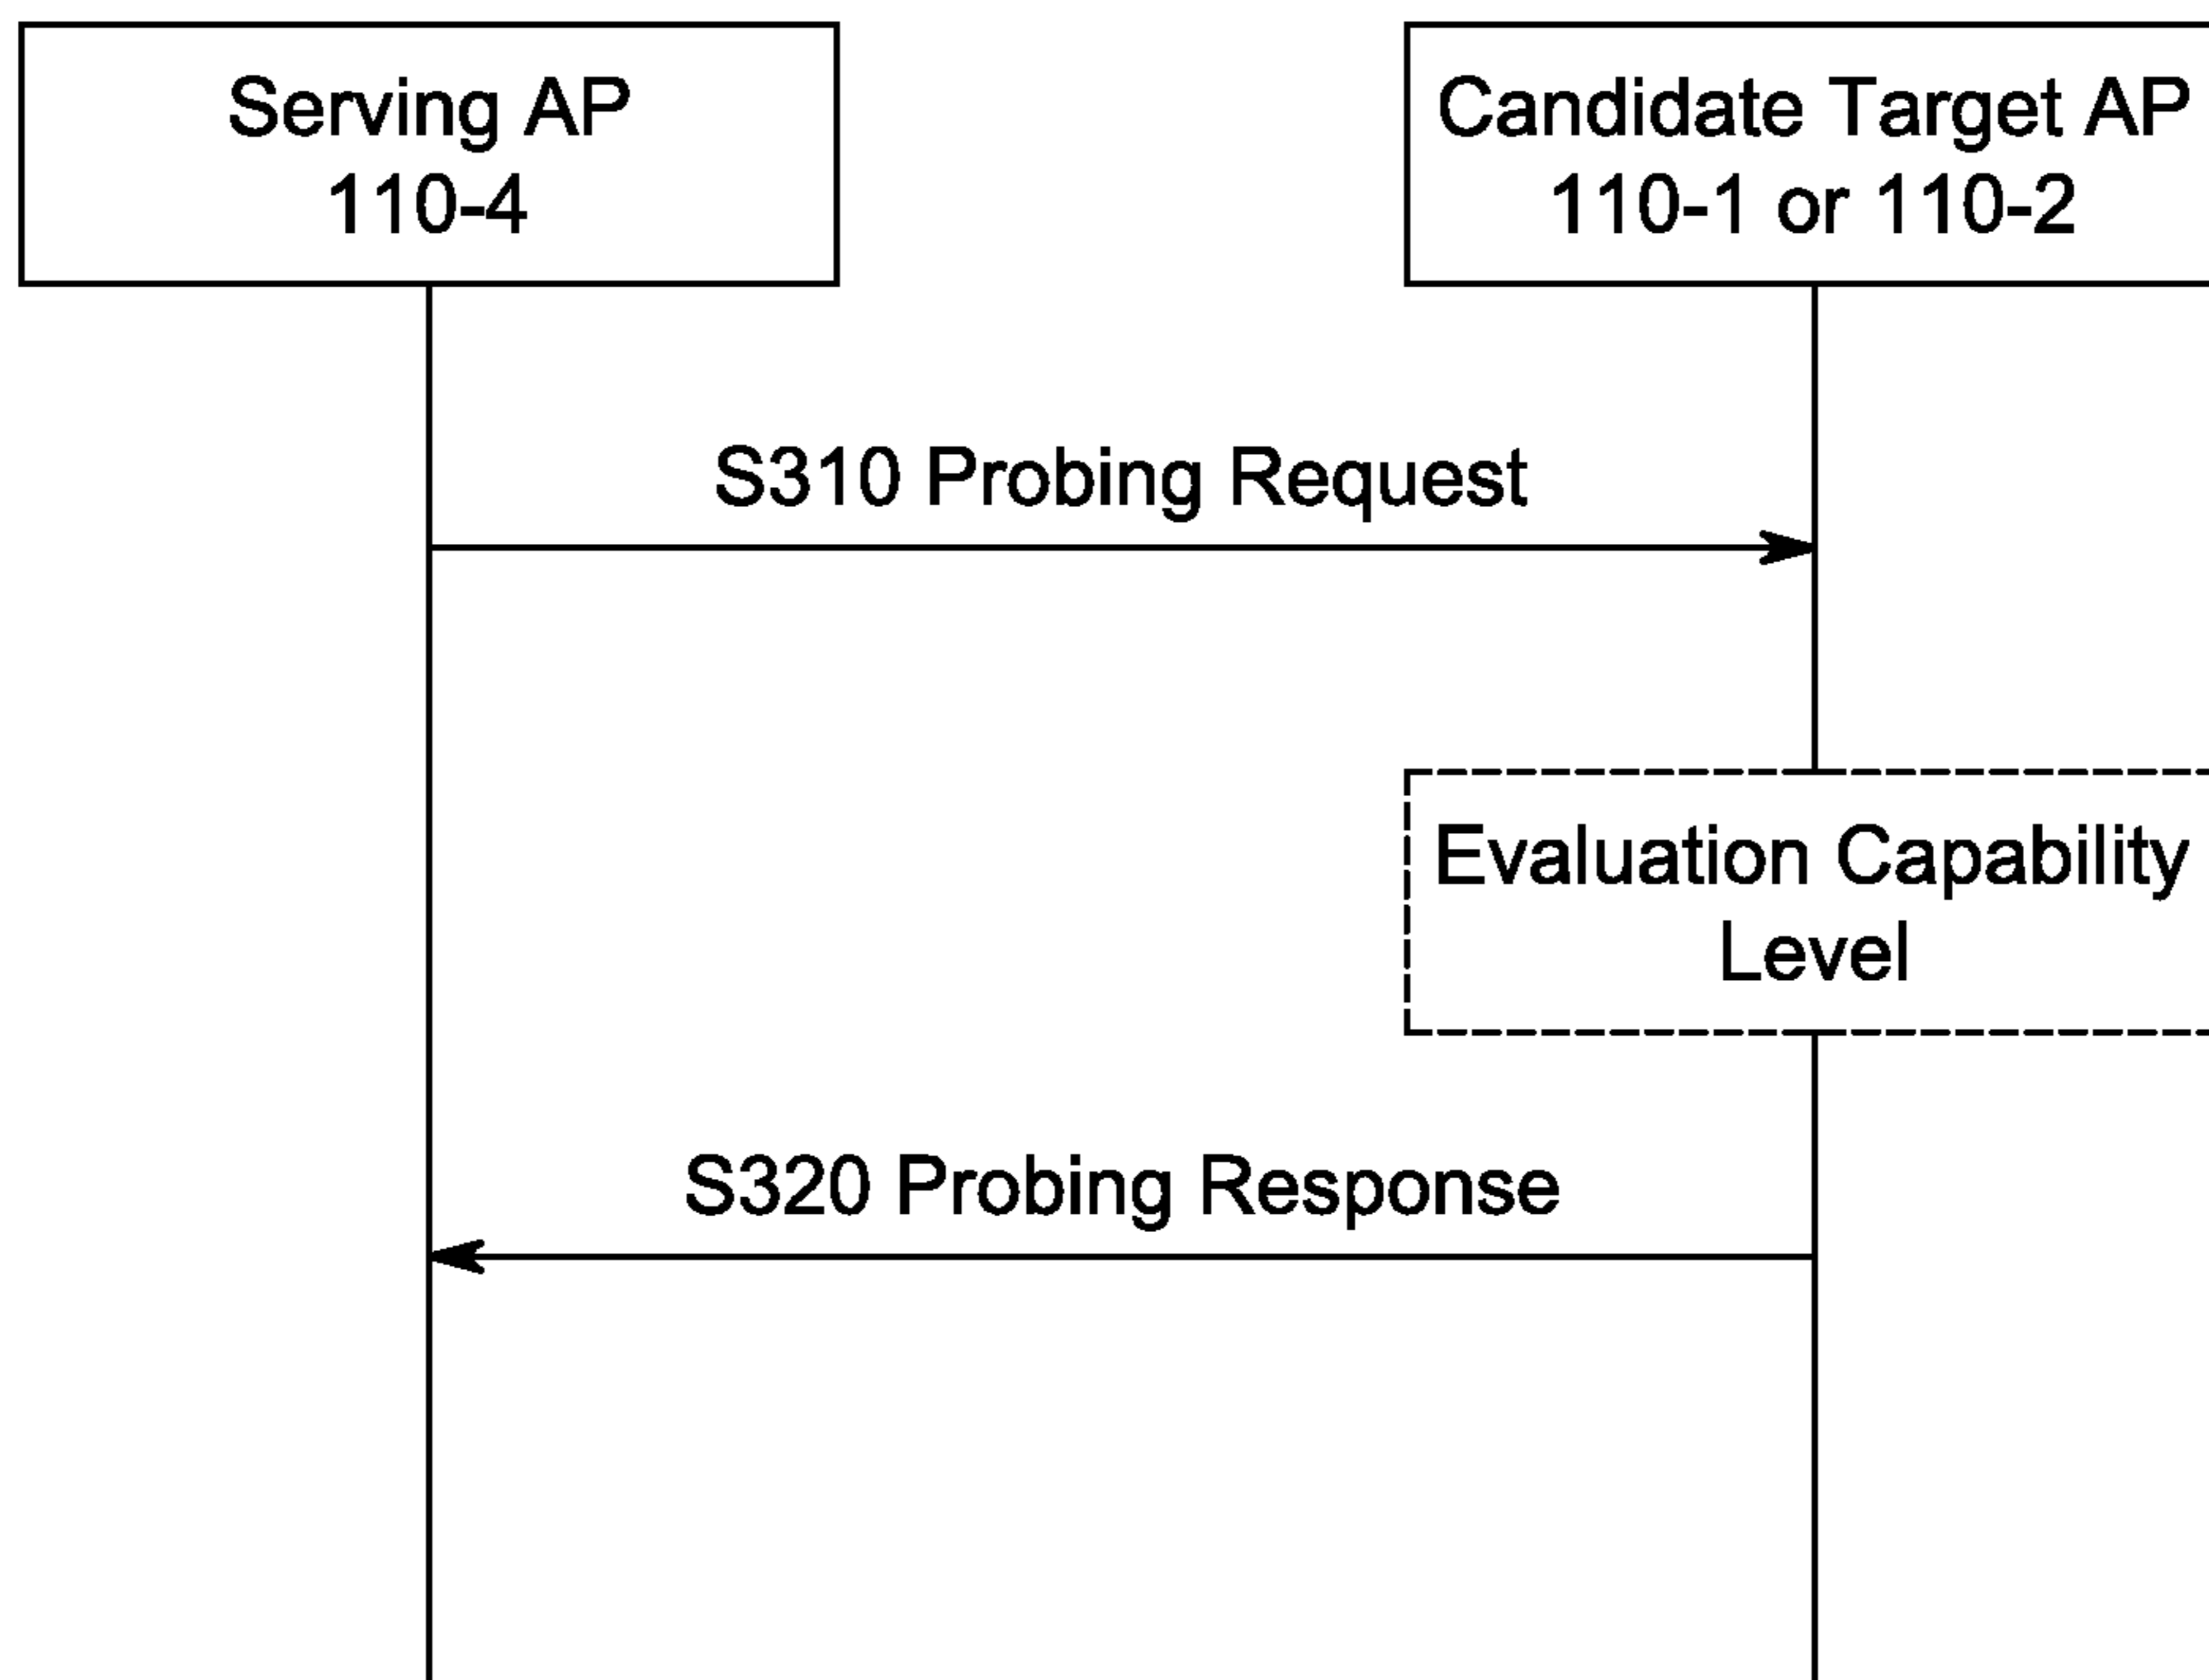 Serving AP
110-4
Candidate Target AP
110-1 or 110-2
S310 Probing Request
Evaluation Capability
Level
S320 Probing Response